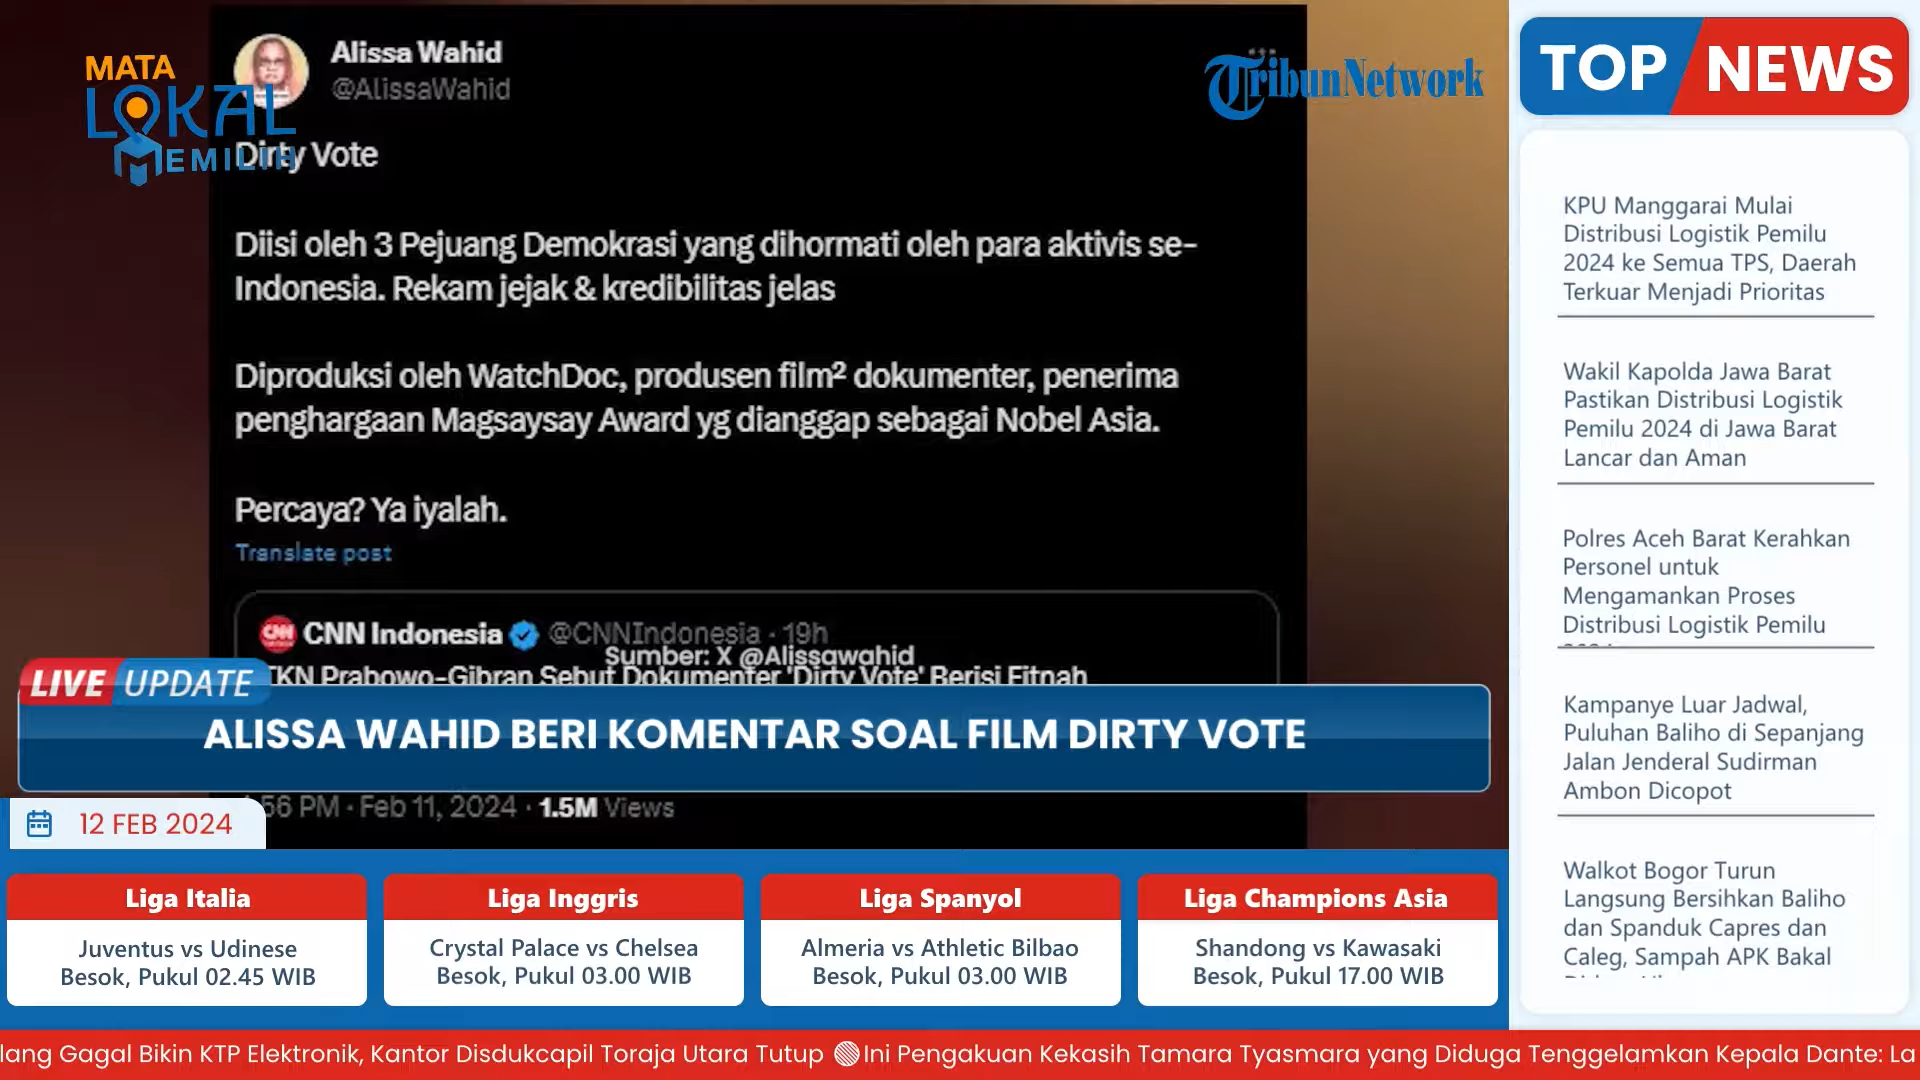 Alissa Wahid
@AlissaWahid
MATA
LOKAL
MEMILIH
TribunNetwork
Dirty Vote
Diisi oleh 3 Pejuang Demokrasi yang dihormati oleh para aktivis se-
Indonesia. Rekam jejak & kredibilitas jelas
Diproduksi oleh WatchDoc, produsen film² dokumenter, penerima
penghargaan Magsaysay Award yg dianggap sebagai Nobel Asia.
Percaya? Ya iyalah.
Translate post
CNN Indonesia @CNNIndonesia · 19h
Sumber: X @Alissawahid
TKN Prabowo-Gibran Sebut Dokumenter 'Dirty Vote' Berisi Fitnah
LIVE UPDATE
ALISSA WAHID BERI KOMENTAR SOAL FILM DIRTY VOTE
56 PM · Feb 11, 2024 · 1.5M Views
12 FEB 2024
Liga Italia
Juventus vs Udinese
Besok, Pukul 02.45 WIB
Liga Inggris
Crystal Palace vs Chelsea
Besok, Pukul 03.00 WIB
Liga Spanyol
Almeria vs Athletic Bilbao
Besok, Pukul 03.00 WIB
Liga Champions Asia
Shandong vs Kawasaki
Besok, Pukul 17.00 WIB
TOP NEWS
KPU Manggarai Mulai
Distribusi Logistik Pemilu
2024 ke Semua TPS, Daerah
Terkuar Menjadi Prioritas
Wakil Kapolda Jawa Barat
Pastikan Distribusi Logistik
Pemilu 2024 di Jawa Barat
Lancar dan Aman
Polres Aceh Barat Kerahkan
Personel untuk
Mengamankan Proses
Distribusi Logistik Pemilu
Kampanye Luar Jadwal,
Puluhan Baliho di Sepanjang
Jalan Jenderal Sudirman
Ambon Dicopot
Walkot Bogor Turun
Langsung Bersihkan Baliho
dan Spanduk Capres dan
Caleg, Sampah APK Bakal
lang Gagal Bikin KTP Elektronik, Kantor Disdukcapil Toraja Utara Tutup Ini Pengakuan Kekasih Tamara Tyasmara yang Diduga Tenggelamkan Kepala Dante: La